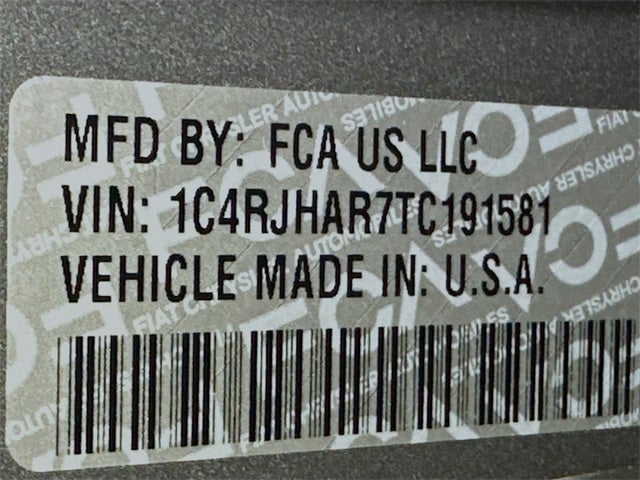 MFD BY: FCA US LLC
VIN: 1C4RJHAR7TC191581
VEHICLE MADE IN: U.S.A.